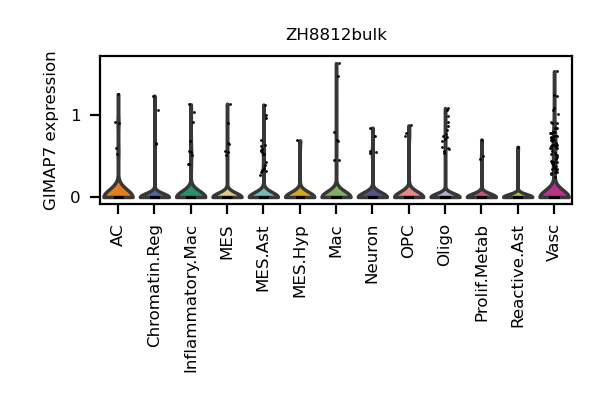 ZH8812bulk
GIMAP7 expression
1
0
AC
Chromatin.Reg
Inflammatory.Mac
MES
MES.Ast
MES.Hyp
Mac
Neuron
OPC
Oligo
Prolif.Metab
Reactive.Ast
Vasc